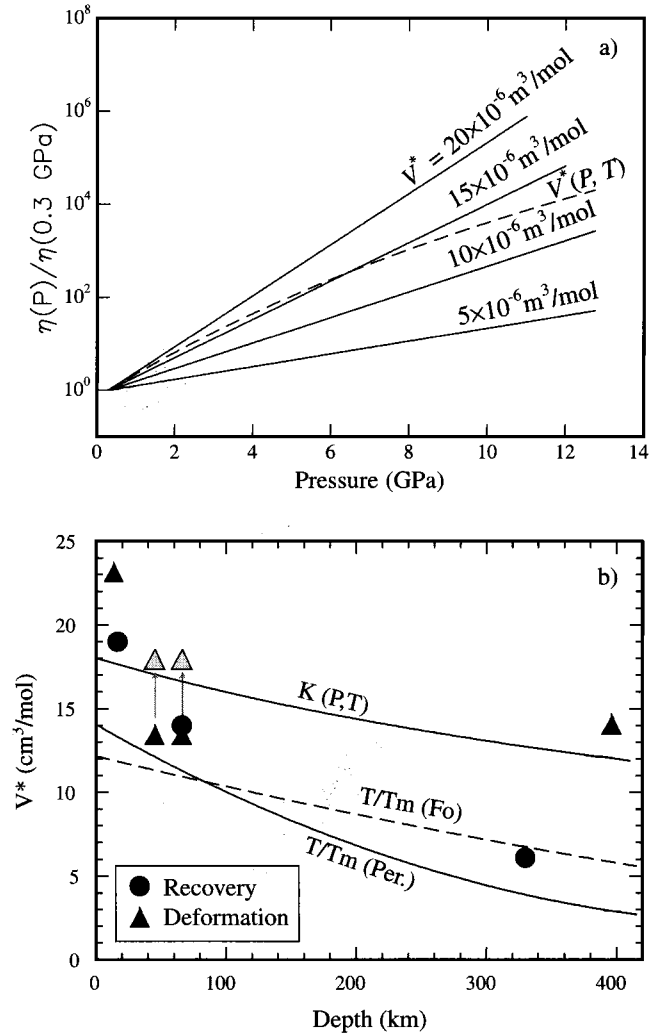 10^8
a)
10^6
10^4
10^2
10^0
η(P)/η(0.3 GPa)
V* = 20×10^-6 m^3/mol
15×10^-6 m^3/mol
V*(P, T)
10×10^-6 m^3/mol
5×10^-6 m^3/mol
0 2 4 6 8 10 12 14
Pressure (GPa)
25
b)
20
15
10
5
0
V* (cm^3/mol)
K (P,T)
T/Tm (Fo)
T/Tm (Per.)
Recovery
Deformation
0 100 200 300 400
Depth (km)